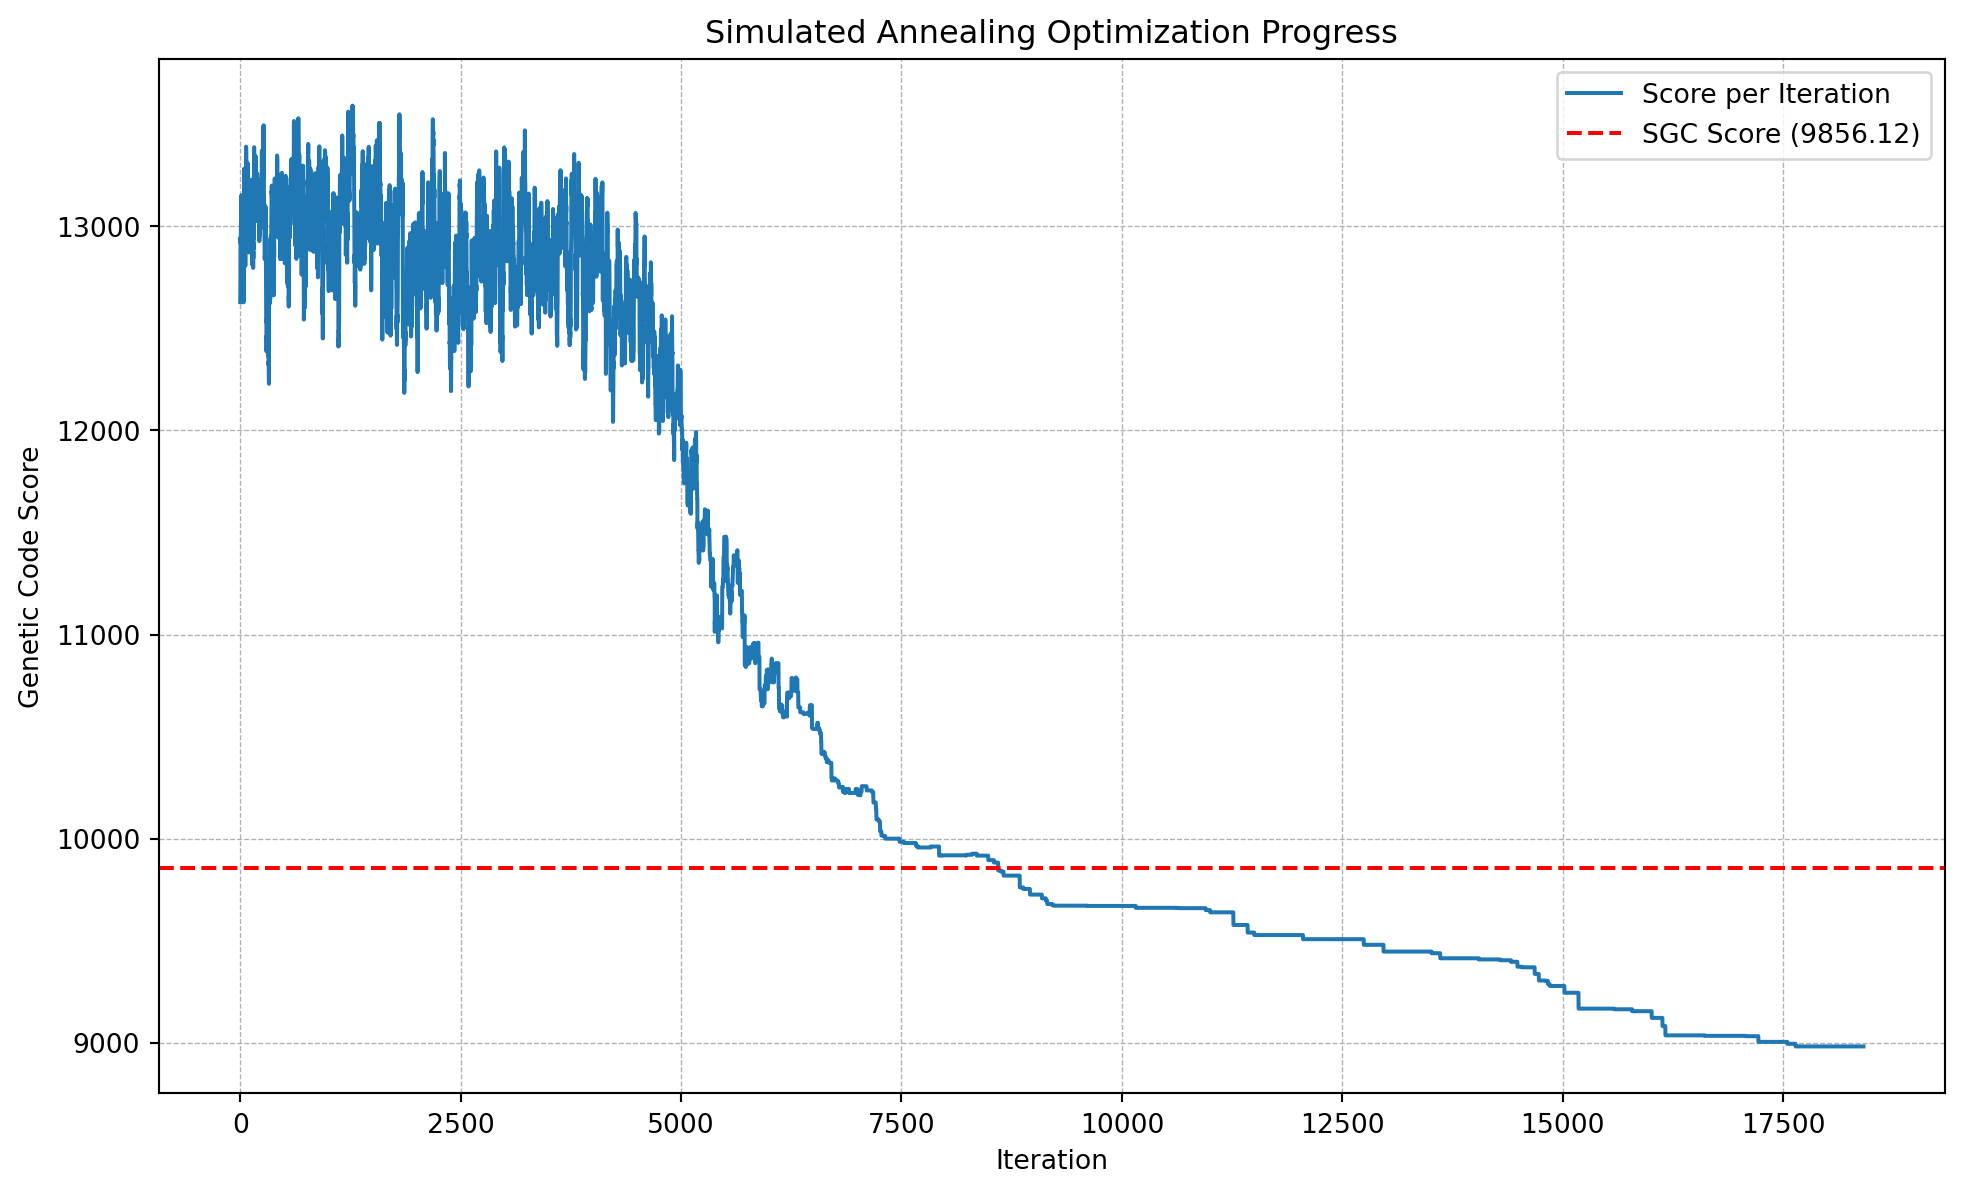 Simulated Annealing Optimization Progress
Score per Iteration
SGC Score (9856.12)
Genetic Code Score
13000
12000
11000
10000
9000
0 2500 5000 7500 10000 12500 15000 17500
Iteration